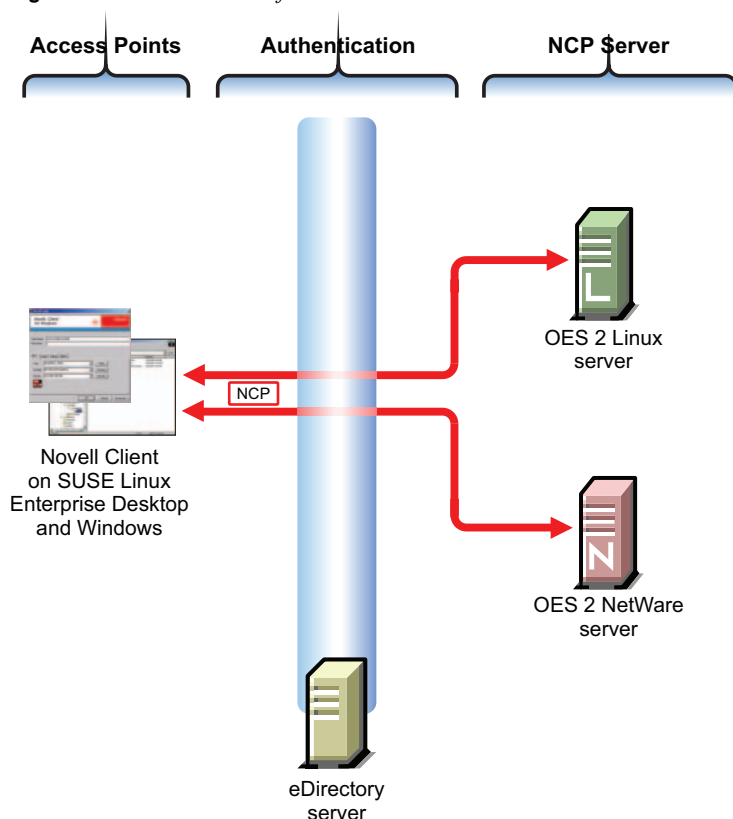 Access Points
Authentication
NCP Server
OES 2 Linux
server
NCP
Novell Client
on SUSE Linux
Enterprise Desktop
and Windows
OES 2 NetWare
server
eDirectory
server
L
N